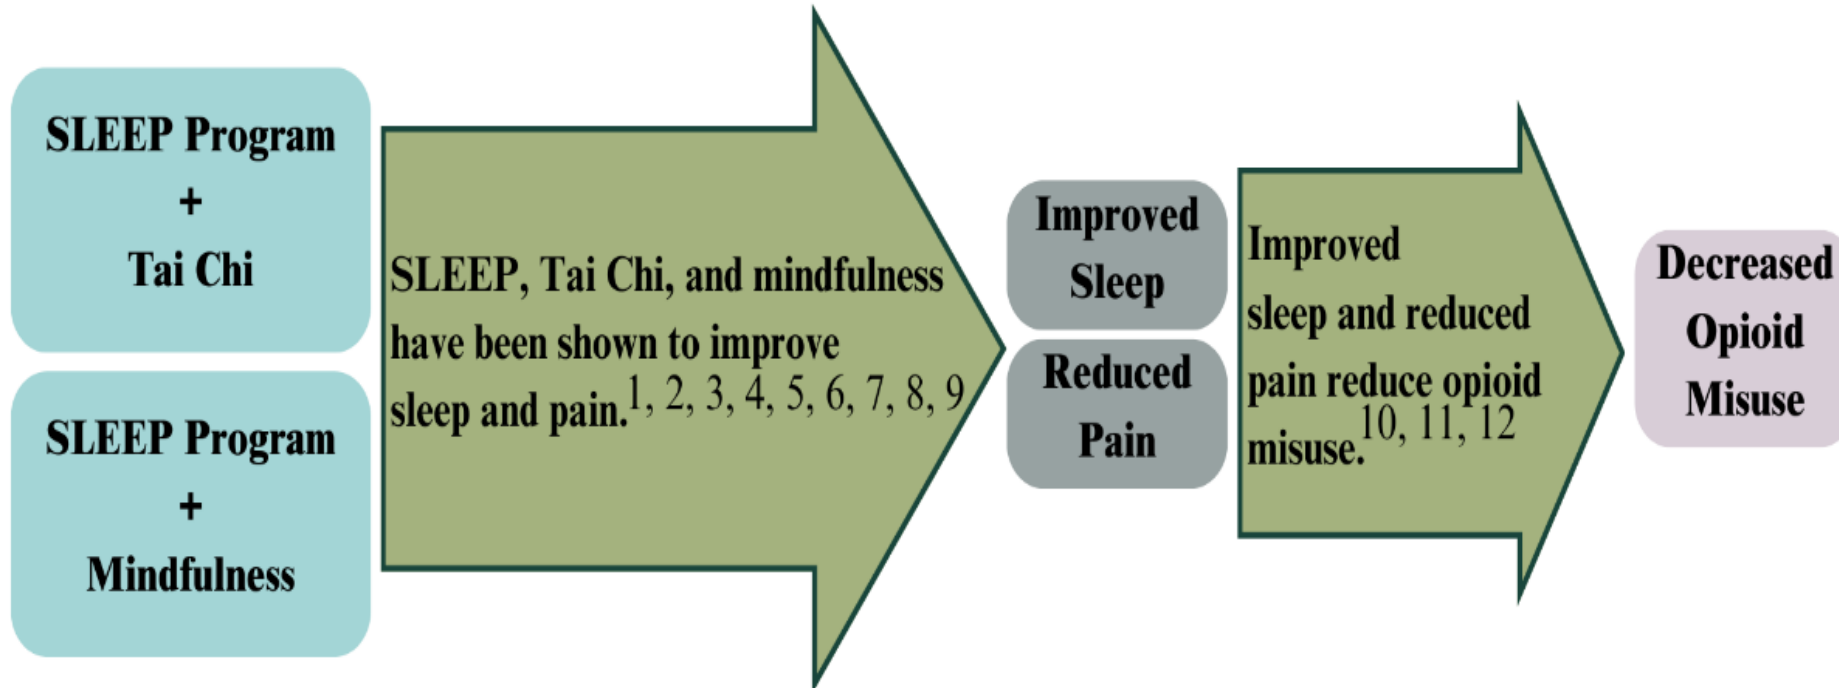 SLEEP Program
+
Tai Chi
SLEEP Program
+
Mindfulness
SLEEP, Tai Chi, and mindfulness
have been shown to improve
sleep and pain.1, 2, 3, 4, 5, 6, 7, 8, 9
Improved
Sleep
Reduced
Pain
Improved
sleep and reduced
pain reduce opioid
misuse.10, 11, 12
Decreased
Opioid
Misuse